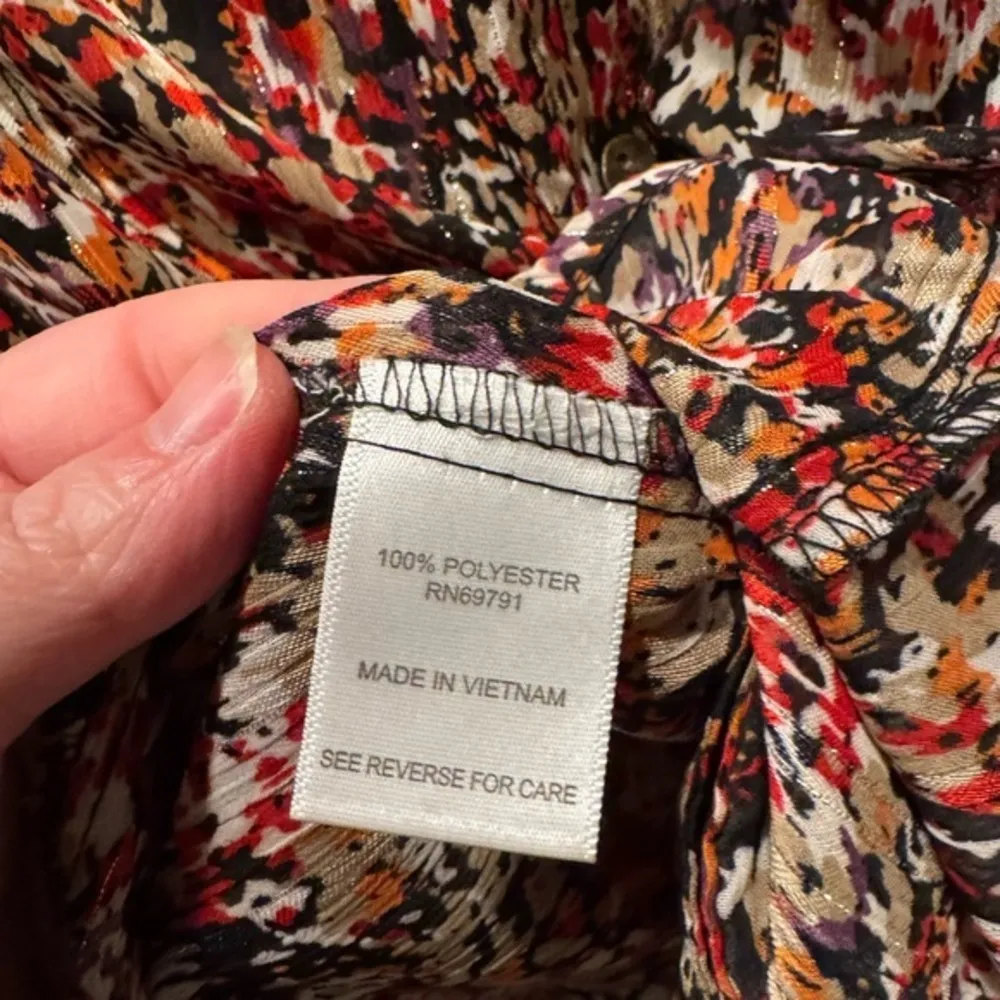 100% POLYESTER
RN69791
MADE IN VIETNAM
SEE REVERSE FOR CARE